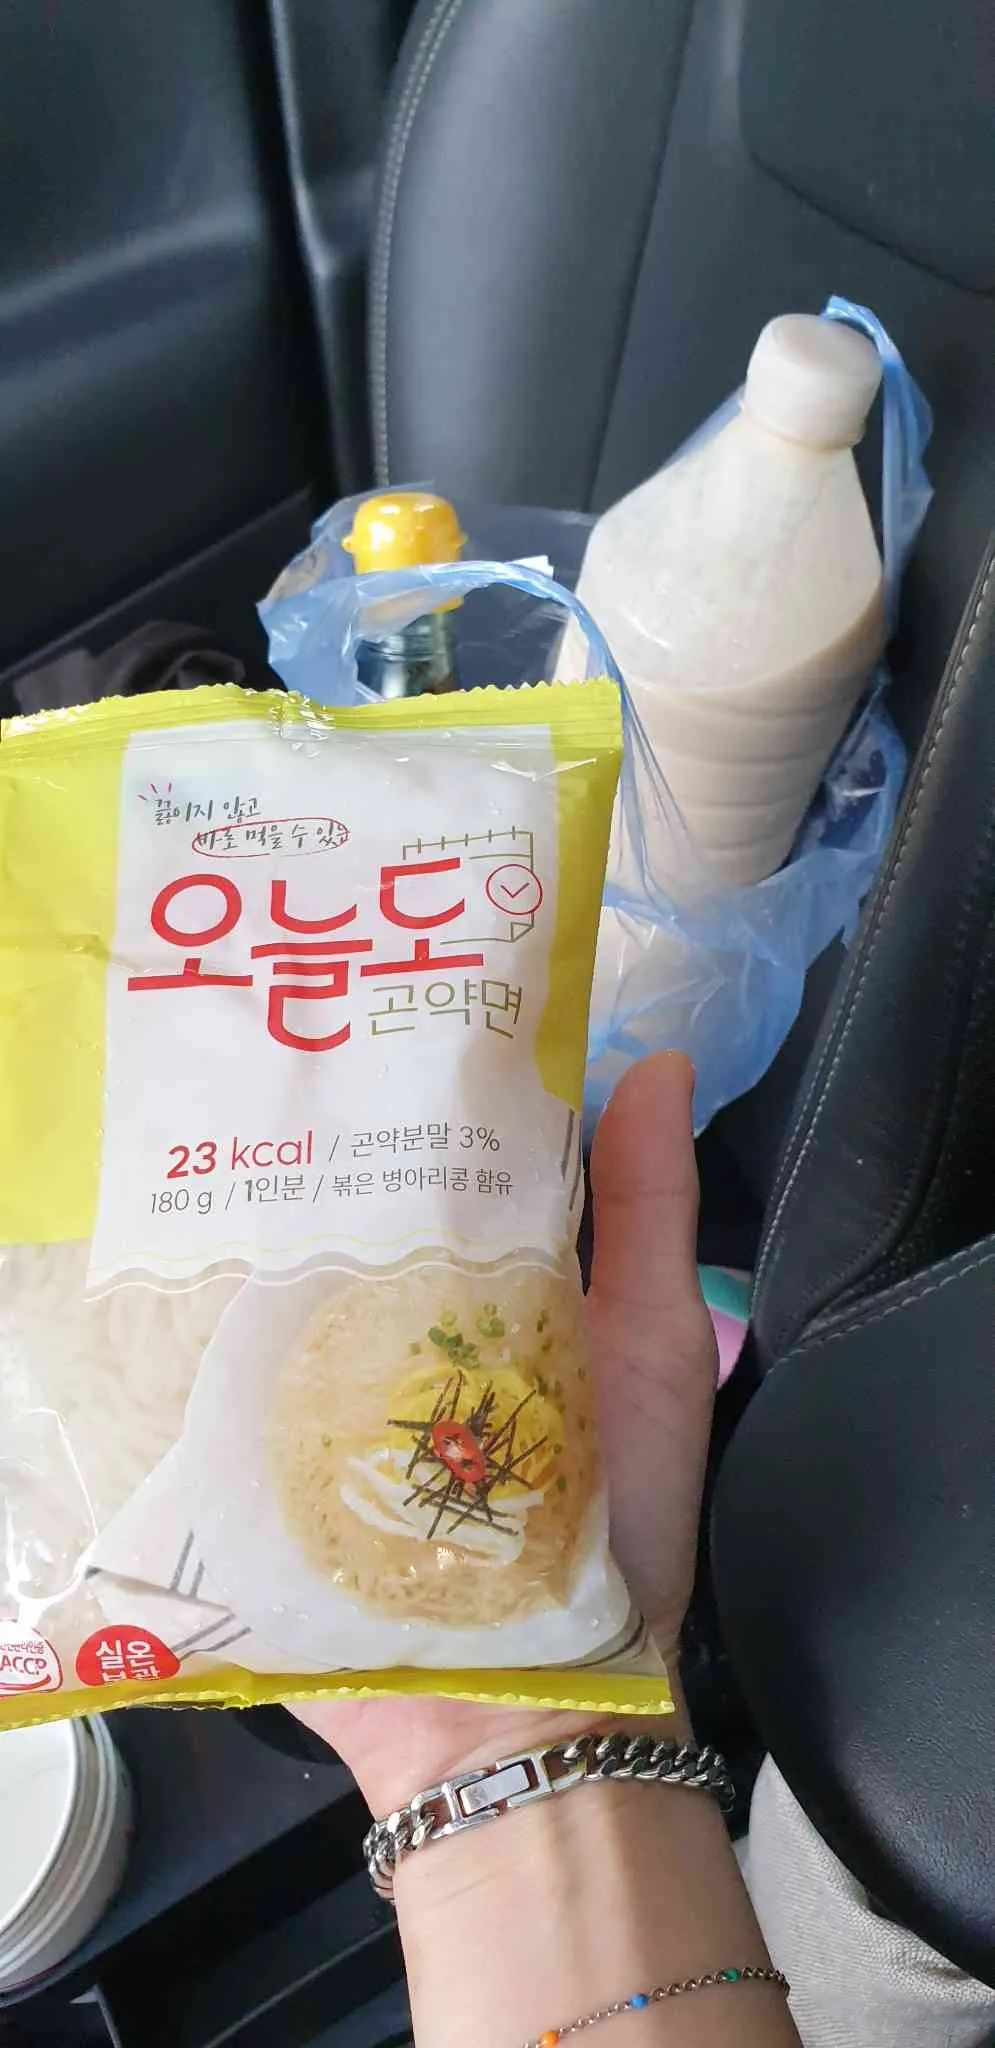 끓이지 않고
바로 먹을 수 있는
오늘도
곤약면
23 kcal / 곤약분말 3%
180 g / 1인분 / 볶은 병아리콩 함유
실온
보관